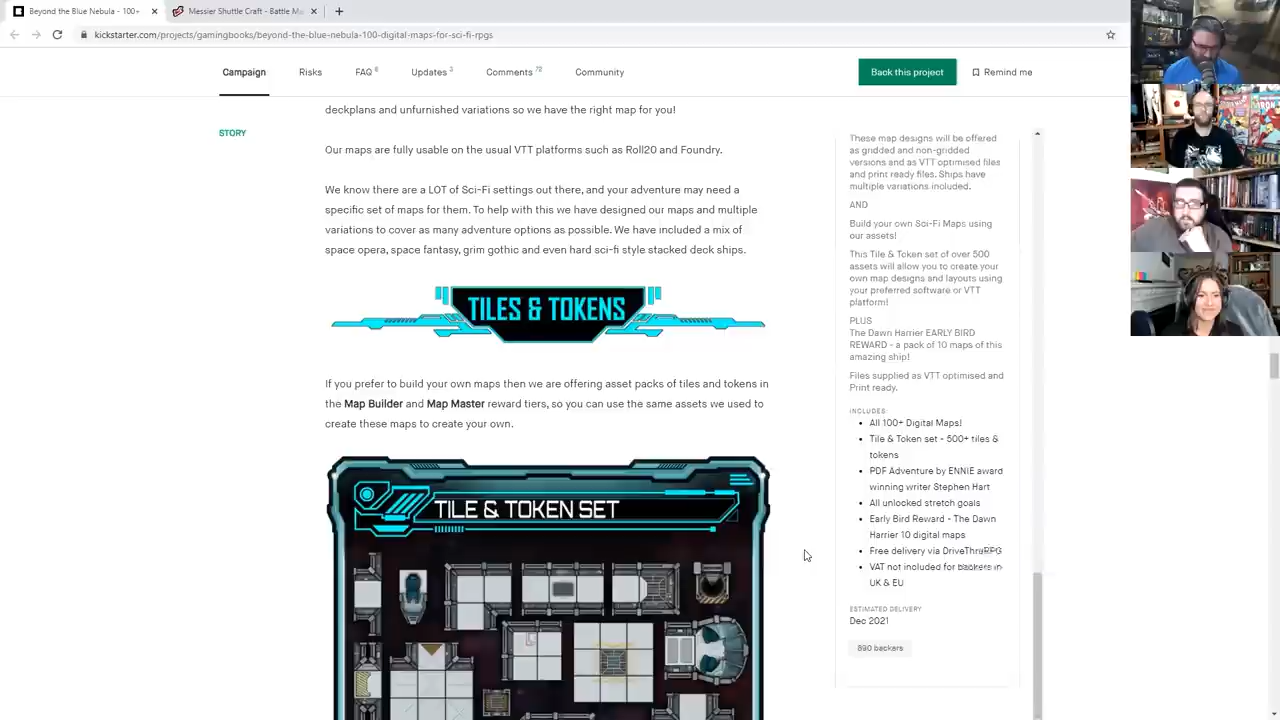 Beyond the Blue Nebula - 100+
Messier Shuttle Craft - Battle Ma
kickstarter.com/projects/gamingbooks/beyond-the-blue-nebula-100-digital-maps-for-sci-fi-rpgs
Campaign
Risks
FAQ 6
Updates 2
Comments 72
Community
Back this project
Remind me
STORY
deckplans and unfurnished variations so we have the right map for you!
Our maps are fully usable on the usual VTT platforms such as Roll20 and Foundry.
We know there are a LOT of Sci-Fi settings out there, and your adventure may need a
specific set of maps for them. To help with this we have designed our maps and multiple
variations to cover as many adventure options as possible. We have included a mix of
space opera, space fantasy, grim gothic and even hard sci-fi style stacked deck ships.
TILES & TOKENS
If you prefer to build your own maps then we are offering asset packs of tiles and tokens in
the Map Builder and Map Master reward tiers, so you can use the same assets we used to
create these maps to create your own.
TILE & TOKEN SET
These map designs will be offered
as gridded and non-gridded
versions and as VTT optimised files
and print ready files. Ships have
multiple variations included.
AND
Build your own Sci-Fi Maps using
our assets!
This Tile & Token set of over 500
assets will allow you to create your
own map designs and layouts using
your preferred software or VTT
platform!
PLUS
The Dawn Harrier EARLY BIRD
REWARD - a pack of 10 maps of this
amazing ship!
Files supplied as VTT optimised and
Print ready.
INCLUDES
All 100+ Digital Maps!
Tile & Token set - 500+ tiles &
tokens
PDF Adventure by ENNIE award
winning writer Stephen Hart
All unlocked stretch goals
Early Bird Reward - The Dawn
Harrier 10 digital maps
Free delivery via DriveThruRPG
VAT not included for backers in
UK & EU
ESTIMATED DELIVERY
Dec 2021
890 backers